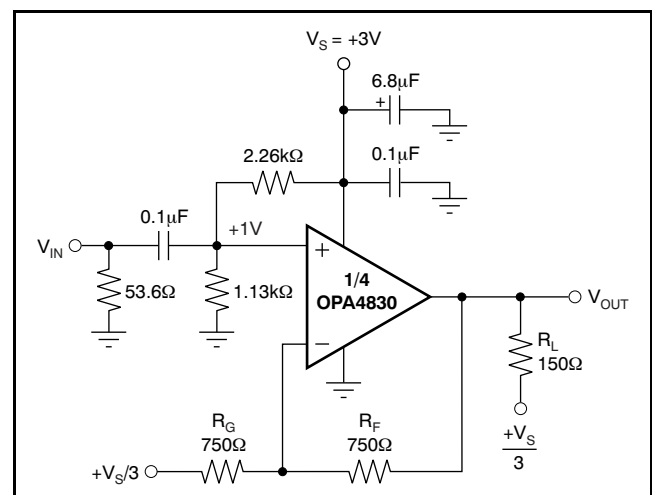 V_S = +3V
6.8μF
+
2.26kΩ
0.1μF
0.1μF
+1V
V_IN
+
53.6Ω
1.13kΩ
1/4
OPA4830
V_OUT
−
R_L
150Ω
R_G
750Ω
R_F
750Ω
+V_S/3
+V_S
3